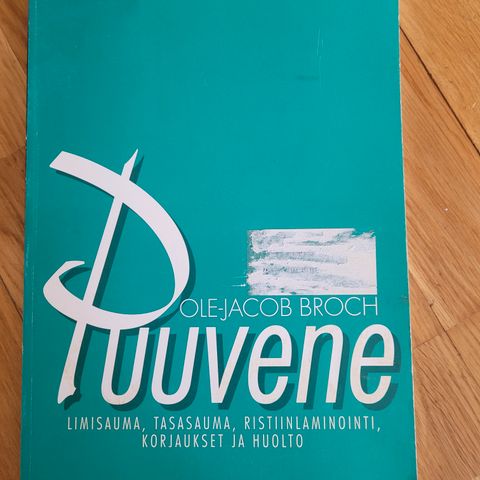 OLE-JACOB BROCH
Puuvene
LIMISAUMA, TASASAUMA, RISTIINLAMINOINTI,
KORJAUKSET JA HUOLTO